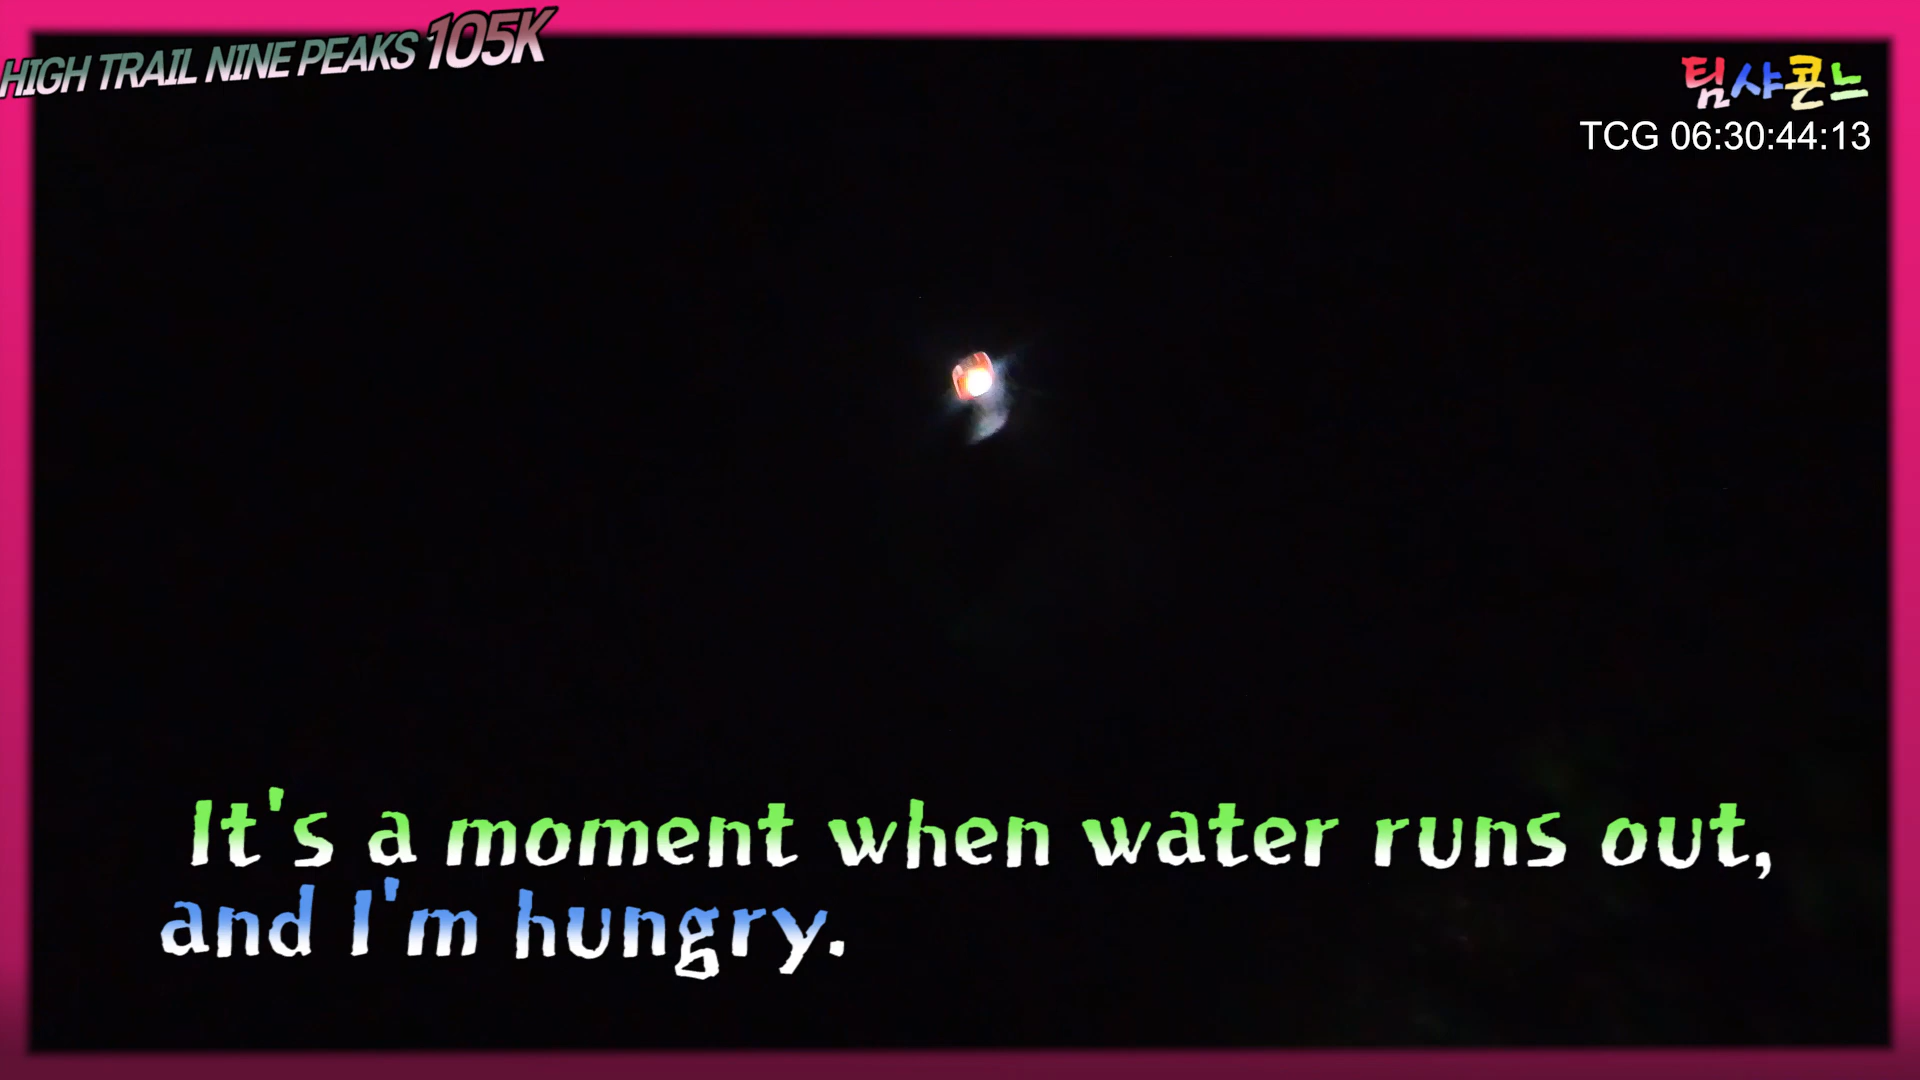 HIGH TRAIL NINE PEAKS 105K
팀샤콘느
TCG 06:30:44:13
It's a moment when water runs out,
and I'm hungry.